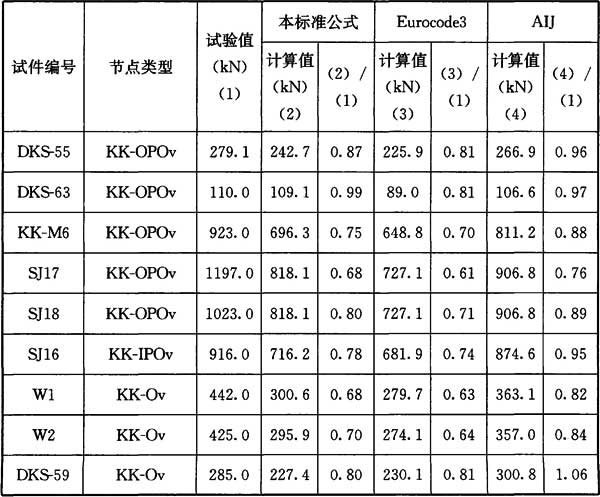 试件编号 节点类型 试验值(kN)(1) 本标准公式 Eurocode3 AIJ
计算值(kN)(2) (2)/(1) 计算值(kN)(3) (3)/(1) 计算值(kN)(4) (4)/(1)
DKS-55 KK-OPOv 279.1 242.7 0.87 225.9 0.81 266.9 0.96
DKS-63 KK-OPOv 110.0 109.1 0.99 89.0 0.81 106.6 0.97
KK-M6 KK-OPOv 923.0 696.3 0.75 648.8 0.70 811.2 0.88
SJ17 KK-OPOv 1197.0 818.1 0.68 727.1 0.61 906.8 0.76
SJ18 KK-OPOv 1023.0 818.1 0.80 727.1 0.71 906.8 0.89
SJ16 KK-IPOv 916.0 716.2 0.78 681.9 0.74 874.6 0.95
W1 KK-Ov 442.0 300.6 0.68 279.7 0.63 363.1 0.82
W2 KK-Ov 425.0 295.9 0.70 274.1 0.64 357.0 0.84
DKS-59 KK-Ov 285.0 227.4 0.80 230.1 0.81 300.8 1.06